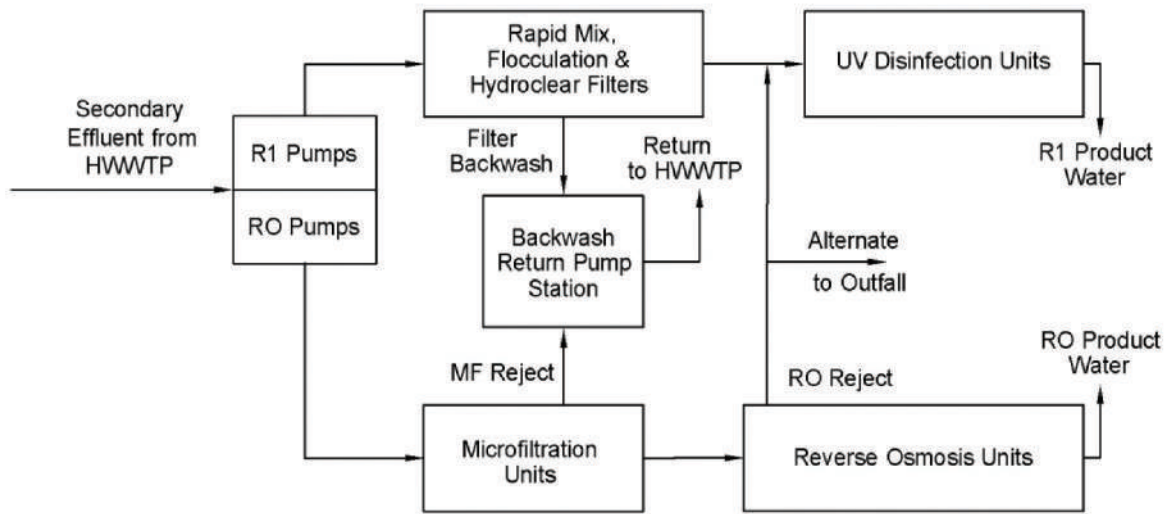 Rapid Mix,
Flocculation &
Hydroclear Filters
UV Disinfection Units
Secondary
Effluent from
HWWTP
R1 Pumps
RO Pumps
Filter
Backwash
Return
to HWWTP
R1 Product
Water
Backwash
Return Pump
Station
Alternate
to Outfall
MF Reject
RO Reject
RO Product
Water
Microfiltration
Units
Reverse Osmosis Units